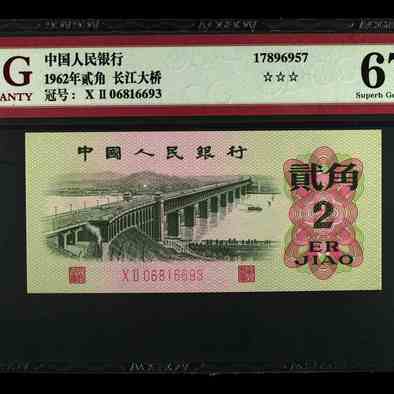 G
ANTY
中国人民银行
1962年贰角 长江大桥
冠号: X Ⅱ 06816693
17896957
☆☆☆
67
Superb Ge
中國人民銀行
貳角
2
ER
JIAO
X Ⅱ 06816693